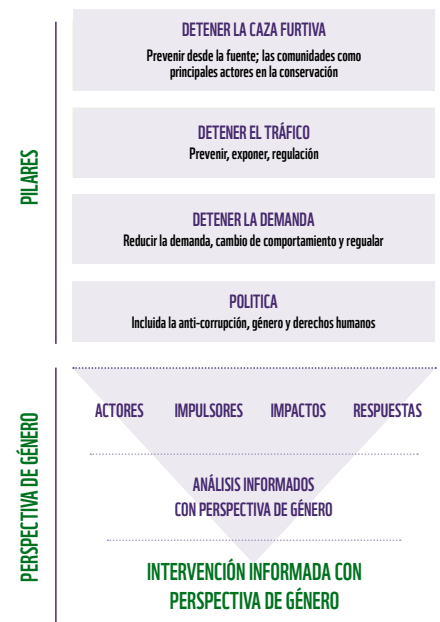 PILARES
DETENER LA CAZA FURTIVA
Prevenir desde la fuente; las comunidades como
principales actores en la conservación
DETENER EL TRÁFICO
Prevenir, exponer, regulación
DETENER LA DEMANDA
Reducir la demanda, cambio de comportamiento y regualar
POLITICA
Incluida la anti-corrupción, género y derechos humanos
PERSPECTIVA DE GÉNERO
ACTORES IMPULSORES IMPACTOS RESPUESTAS
ANÁLISIS INFORMADOS
CON PERSPECTIVA DE GÉNERO
INTERVENCIÓN INFORMADA CON
PERSPECTIVA DE GÉNERO